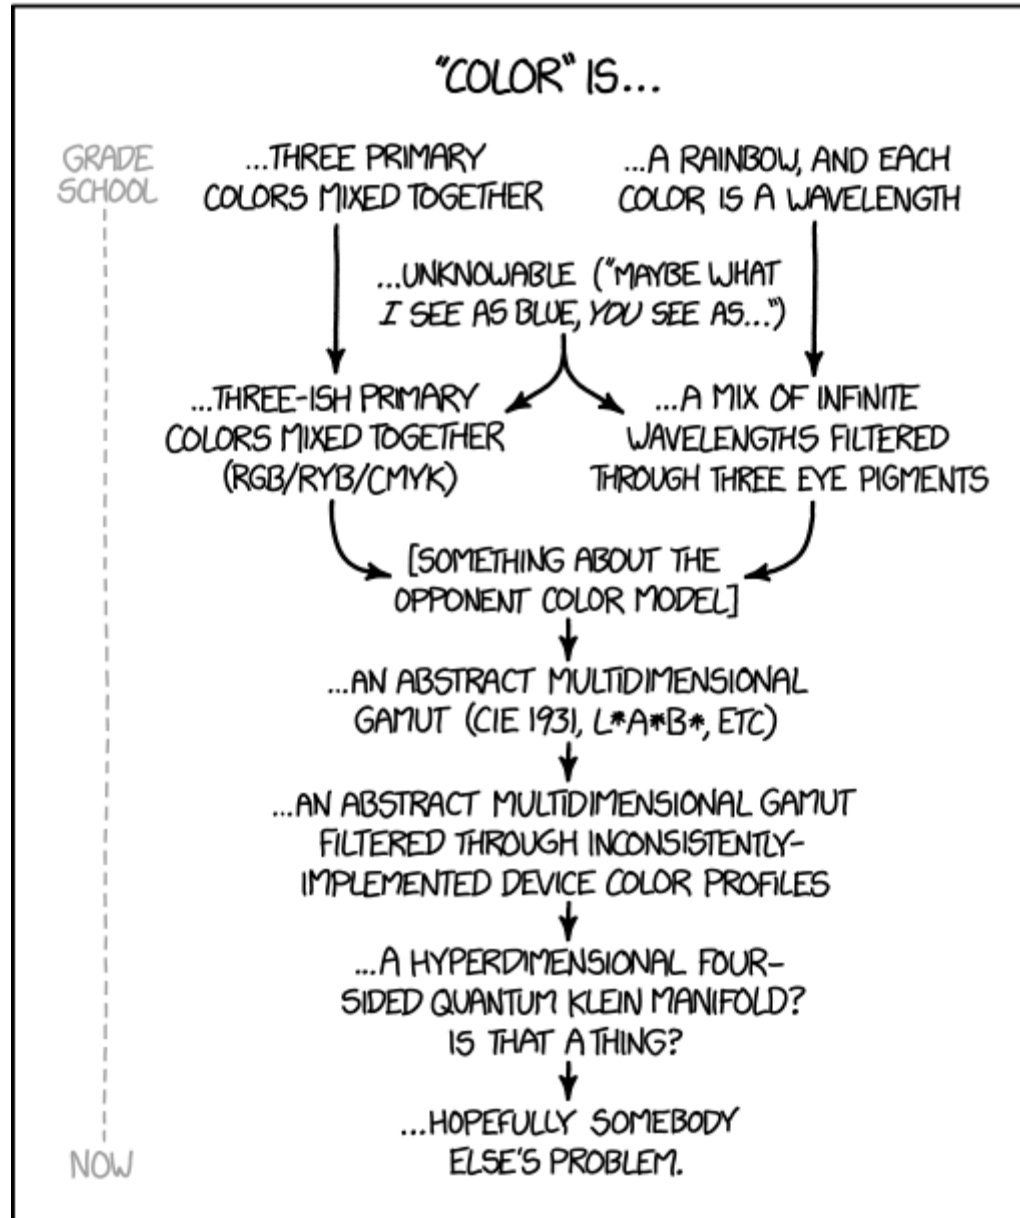 "COLOR" IS...
GRADE
SCHOOL
...THREE PRIMARY
COLORS MIXED TOGETHER
...A RAINBOW, AND EACH
COLOR IS A WAVELENGTH
...UNKNOWABLE ("MAYBE WHAT
I SEE AS BLUE, YOU SEE AS...")
...THREE-ISH PRIMARY
COLORS MIXED TOGETHER
(RGB/RYB/CMYK)
...A MIX OF INFINITE
WAVELENGTHS FILTERED
THROUGH THREE EYE PIGMENTS
[SOMETHING ABOUT THE
OPPONENT COLOR MODEL]
...AN ABSTRACT MULTIDIMENSIONAL
GAMUT (CIE 1931, L*A*B*, ETC)
...AN ABSTRACT MULTIDIMENSIONAL GAMUT
FILTERED THROUGH INCONSISTENTLY-
IMPLEMENTED DEVICE COLOR PROFILES
...A HYPERDIMENSIONAL FOUR-
SIDED QUANTUM KLEIN MANIFOLD?
IS THAT A THING?
...HOPEFULLY SOMEBODY
ELSE'S PROBLEM.
NOW